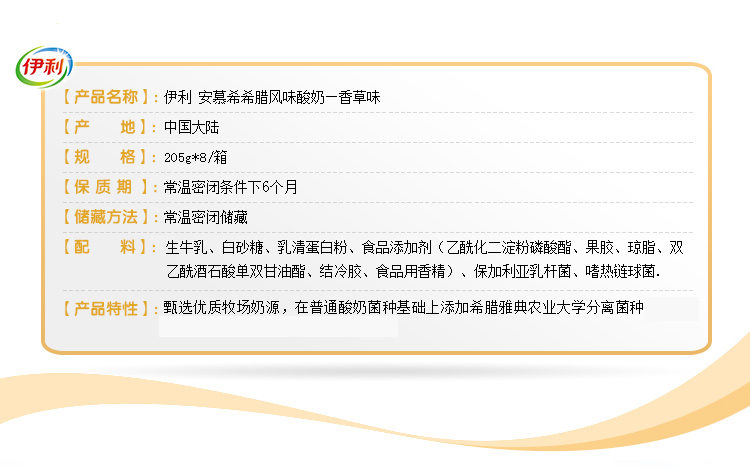 伊利
【产品名称】：伊利 安慕希希腊风味酸奶—香草味
【产 地】：中国大陆
【规 格】：205g*8/箱
【保 质 期 】：常温密闭条件下6个月
【储藏方法】：常温密闭储藏
【配 料】：生牛乳、白砂糖、乳清蛋白粉、食品添加剂（乙酰化二淀粉磷酸酯、果胶、琼脂、双
乙酰酒石酸单双甘油酯、结冷胶、食品用香精）、保加利亚乳杆菌、嗜热链球菌.
【产品特性】：甄选优质牧场奶源，在普通酸奶菌种基础上添加希腊雅典农业大学分离菌种